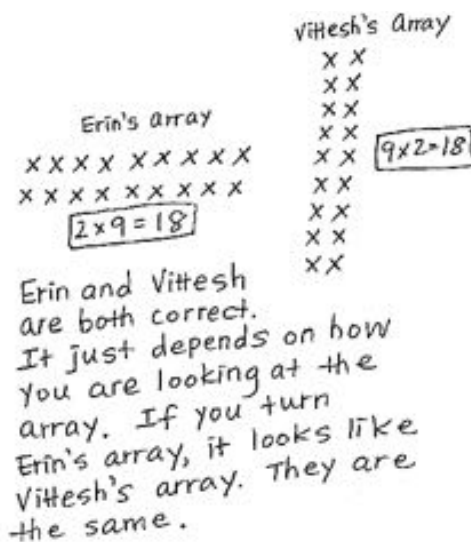 Vittesh's array
x x
x x
x x
x x
x x
x x
x x
x x
x x
9x2=18
Erin's array
x x x x x x x x x
x x x x x x x x x
2x9=18
Erin and Vittesh
are both correct.
It just depends on how
you are looking at the
array. If you turn
Erin's array, it looks like
Vittesh's array. They are
the same.